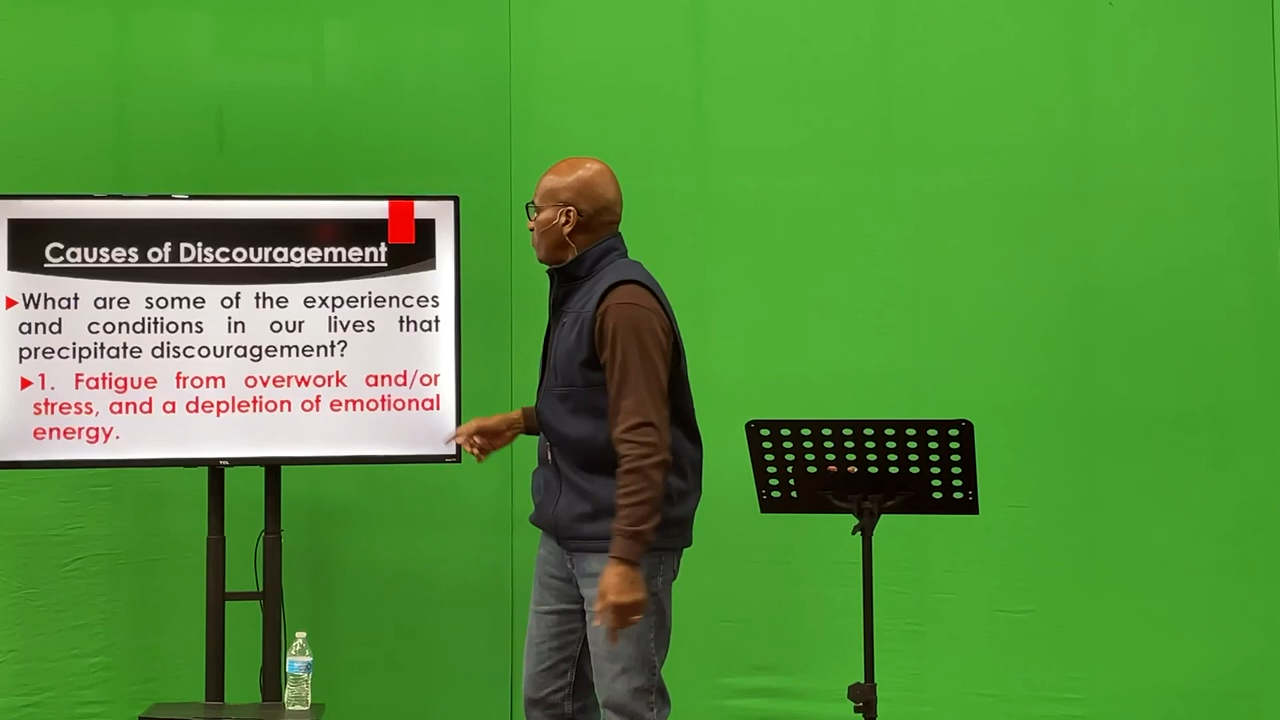 Causes of Discouragement
▶What are some of the experiences
and conditions in our lives that
precipitate discouragement?
▶1. Fatigue from overwork and/or
stress, and a depletion of emotional
energy.
TCL